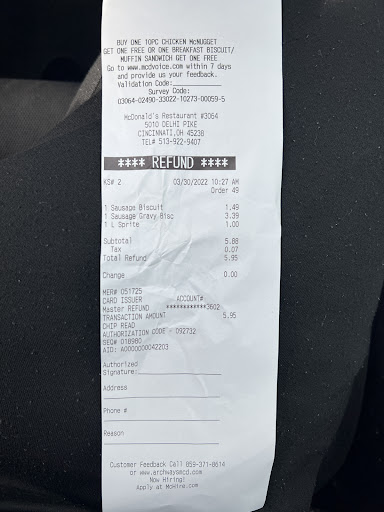 BUY ONE 10PC CHICKEN McNUGGET
GET ONE FREE OR ONE BREAKFAST BISCUIT/
MUFFIN SANDWICH GET ONE FREE
Go to www.mcdvoice.com within 7 days
and provide us your feedback.
Validation Code:
Survey Code:
03064-02490-33022-10273-00059-5
McDonald's Restaurant #3064
5010 DELHI PIKE
CINCINNATI,OH 45238
TEL# 513-922-9407
**** REFUND ****
KS# 2 03/30/2022 10:27 AM
Order 49
1 Sausage Biscuit 1.49
1 Sausage Gravy Bisc 3.39
1 L Sprite 1.00
Subtotal 5.88
Tax 0.07
Total Refund 5.95
Change 0.00
MER# 051725
CARD ISSUER ACCOUNT#
Master REFUND ************3602
TRANSACTION AMOUNT 5.95
CHIP READ
AUTHORIZATION CODE - 092732
SEQ# 018980
AID: A0000000042203
Authorized
Signature:
Address
Phone #
Reason
Customer Feedback Call 859-371-8614
or www.archwaysmcd.com
Now Hiring!
Apply at McHire.com